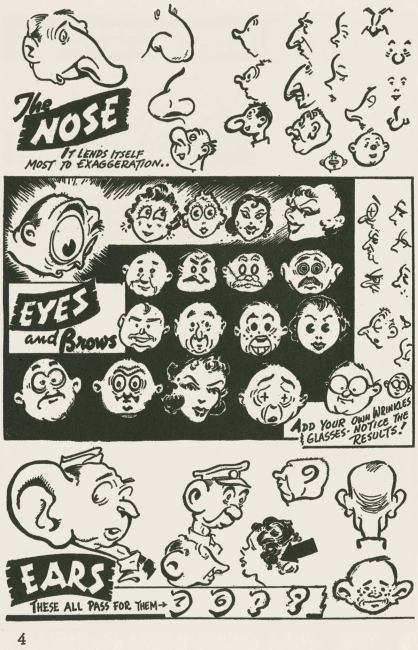 The
NOSE
IT LENDS ITSELF
MOST TO EXAGGERATION..
EYES
and Brows
ADD YOUR OWN WRINKLES
& GLASSES - NOTICE THE
RESULTS!
EARS
THESE ALL PASS FOR THEM→
4